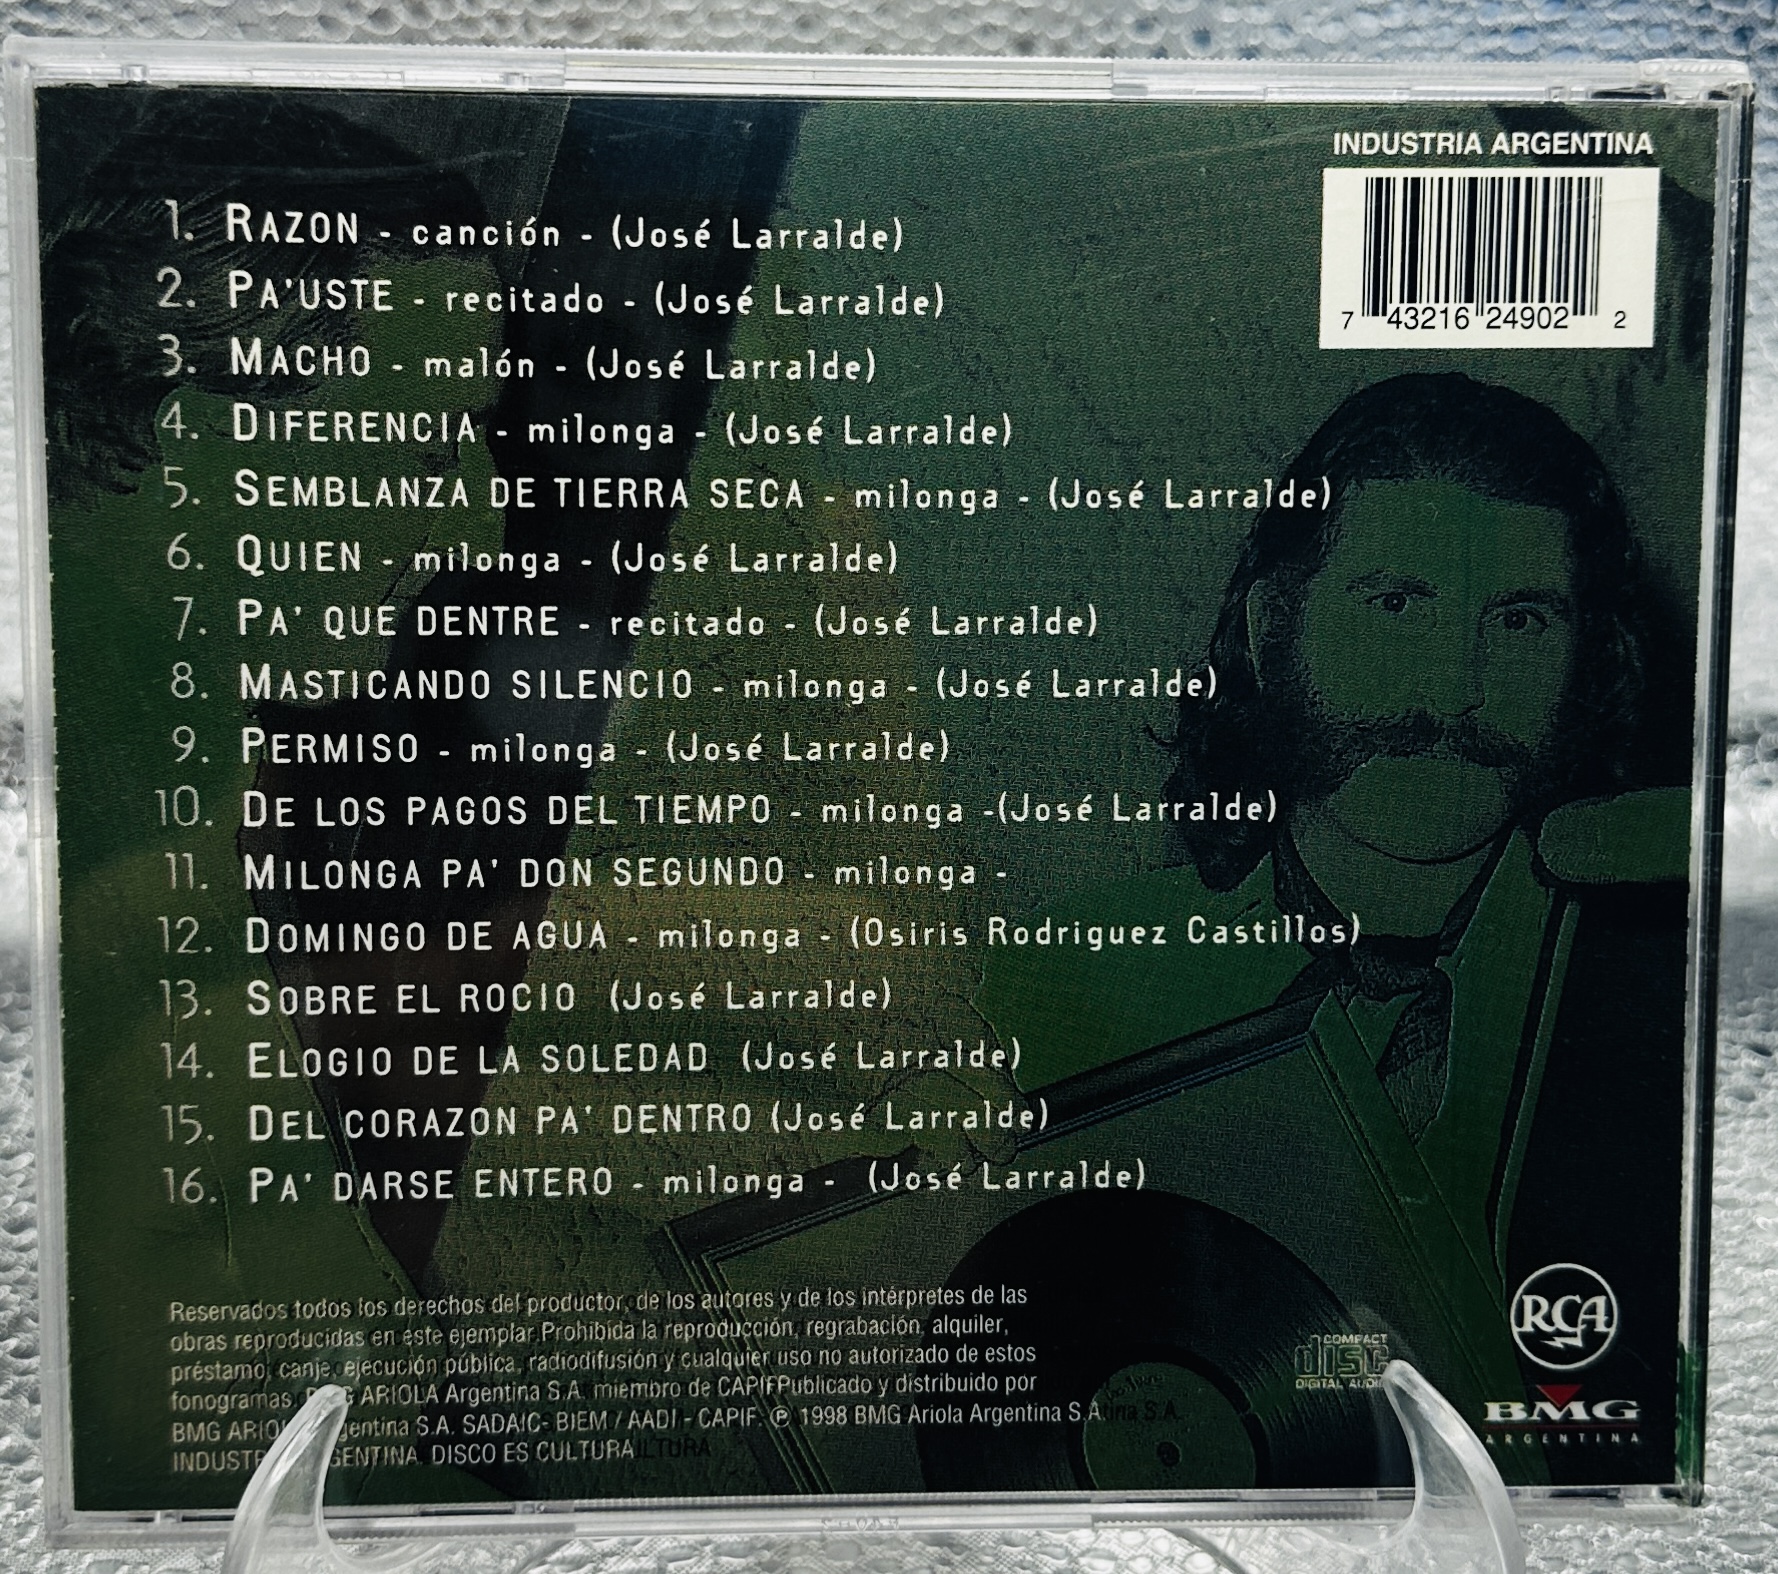 INDUSTRIA ARGENTINA
7 43216 24902 2
1. RAZON - canción - (José Larralde)
2. PA'USTE - recitado - (José Larralde)
3. MACHO - malón - (José Larralde)
4. DIFERENCIA - milonga - (José Larralde)
5. SEMBLANZA DE TIERRA SECA - milonga - (José Larralde)
6. QUIEN - milonga - (José Larralde)
7. PA' QUE DENTRE - recitado - (José Larralde)
8. MASTICANDO SILENCIO - milonga - (José Larralde)
9. PERMISO - milonga - (José Larralde)
10. DE LOS PAGOS DEL TIEMPO - milonga -(José Larralde)
11. MILONGA PA' DON SEGUNDO - milonga -
12. DOMINGO DE AGUA - milonga - (Osiris Rodriguez Castillos)
13. SOBRE EL ROCIO (José Larralde)
14. ELOGIO DE LA SOLEDAD (José Larralde)
15. DEL CORAZON PA' DENTRO (José Larralde)
16. PA' DARSE ENTERO - milonga - (José Larralde)
Reservados todos los derechos del productor, de los autores y de los intérpretes de las
obras reproducidas en este ejemplar.Prohibida la reproducción, regrabación, alquiler,
préstamo, canje, ejecución pública, radiodifusión y cualquier uso no autorizado de estos
fonogramas. ARIOLA Argentina S.A. miembro de CAPIF.Publicado y distribuido por
BMG Argentina S.A. SADAIC- BIEM / AADI - CAPIF. ℗ 1998 BMG Ariola Argentina S.A.
DISCO ES CULTURA
RCA
COMPACT
disc
DIGITAL AUDIO
BMG
ARGENTINA